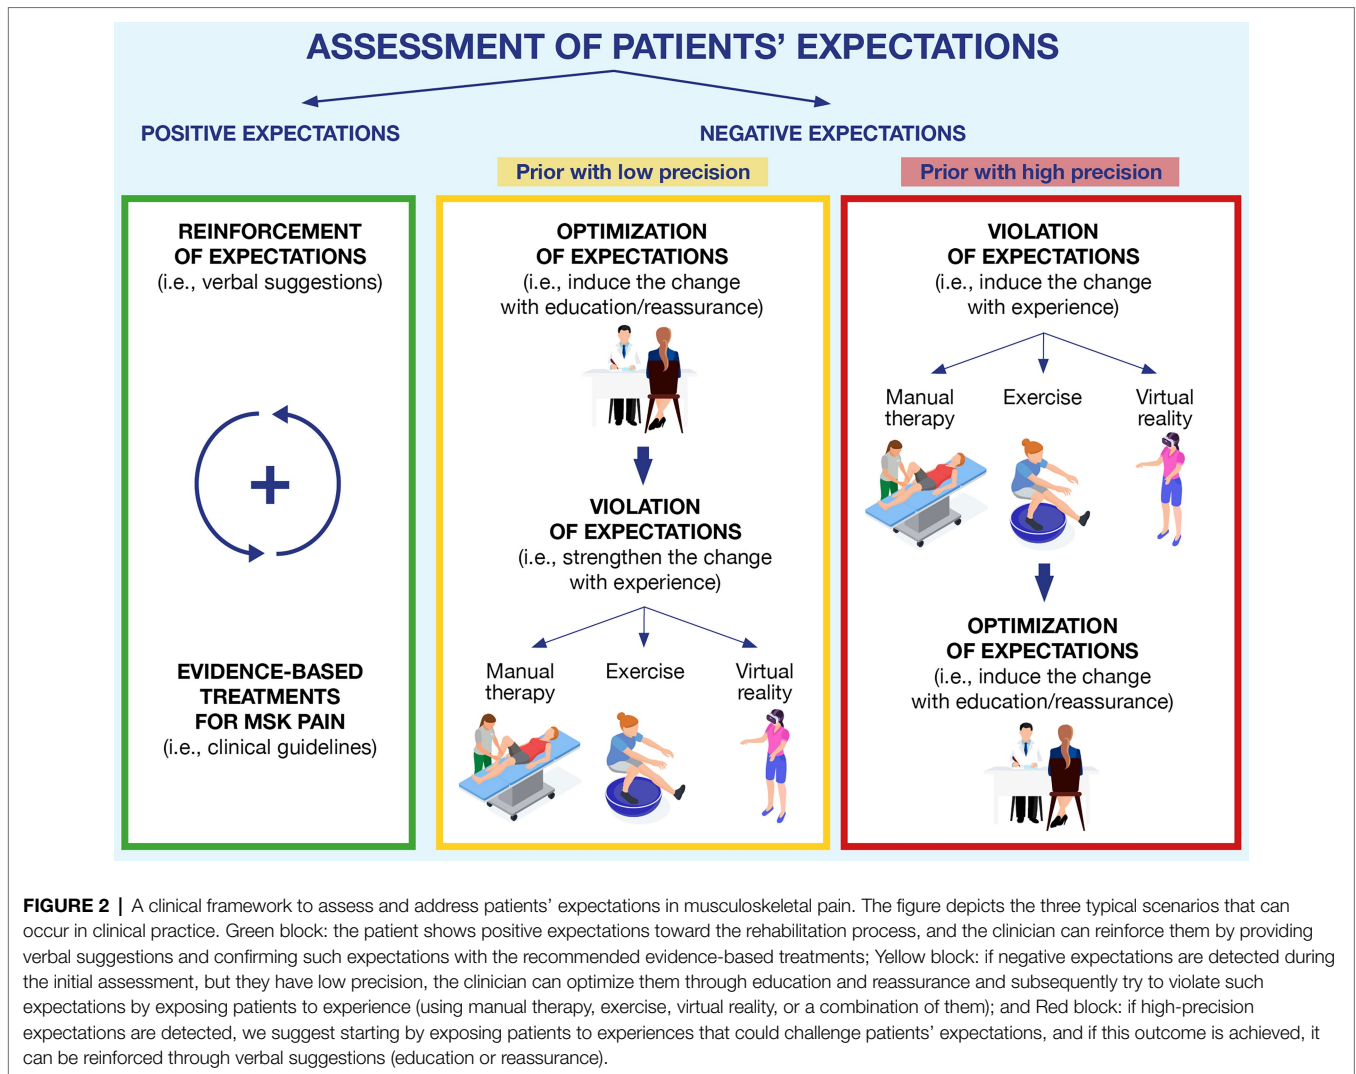 ASSESSMENT OF PATIENTS’ EXPECTATIONS
POSITIVE EXPECTATIONS
NEGATIVE EXPECTATIONS
Prior with low precision
Prior with high precision
REINFORCEMENT
OF EXPECTATIONS
(i.e., verbal suggestions)
+
EVIDENCE-BASED
TREATMENTS
FOR MSK PAIN
(i.e., clinical guidelines)
OPTIMIZATION
OF EXPECTATIONS
(i.e., induce the change
with education/reassurance)
VIOLATION
OF EXPECTATIONS
(i.e., strengthen the change
with experience)
Manual
therapy
Exercise
Virtual
reality
VIOLATION
OF EXPECTATIONS
(i.e., induce the change
with experience)
Manual
therapy
Exercise
Virtual
reality
OPTIMIZATION
OF EXPECTATIONS
(i.e., induce the change
with education/reassurance)
FIGURE 2 | A clinical framework to assess and address patients’ expectations in musculoskeletal pain. The figure depicts the three typical scenarios that can
occur in clinical practice. Green block: the patient shows positive expectations toward the rehabilitation process, and the clinician can reinforce them by providing
verbal suggestions and confirming such expectations with the recommended evidence-based treatments; Yellow block: if negative expectations are detected during
the initial assessment, but they have low precision, the clinician can optimize them through education and reassurance and subsequently try to violate such
expectations by exposing patients to experience (using manual therapy, exercise, virtual reality, or a combination of them); and Red block: if high-precision
expectations are detected, we suggest starting by exposing patients to experiences that could challenge patients’ expectations, and if this outcome is achieved, it
can be reinforced through verbal suggestions (education or reassurance).